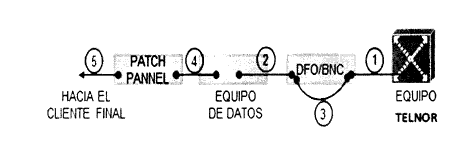 5
PATCH
PANNEL
4
2
DFO/BNC
1
HACIA EL
CLIENTE FINAL
EQUIPO
DE DATOS
3
EQUIPO
TELNOR